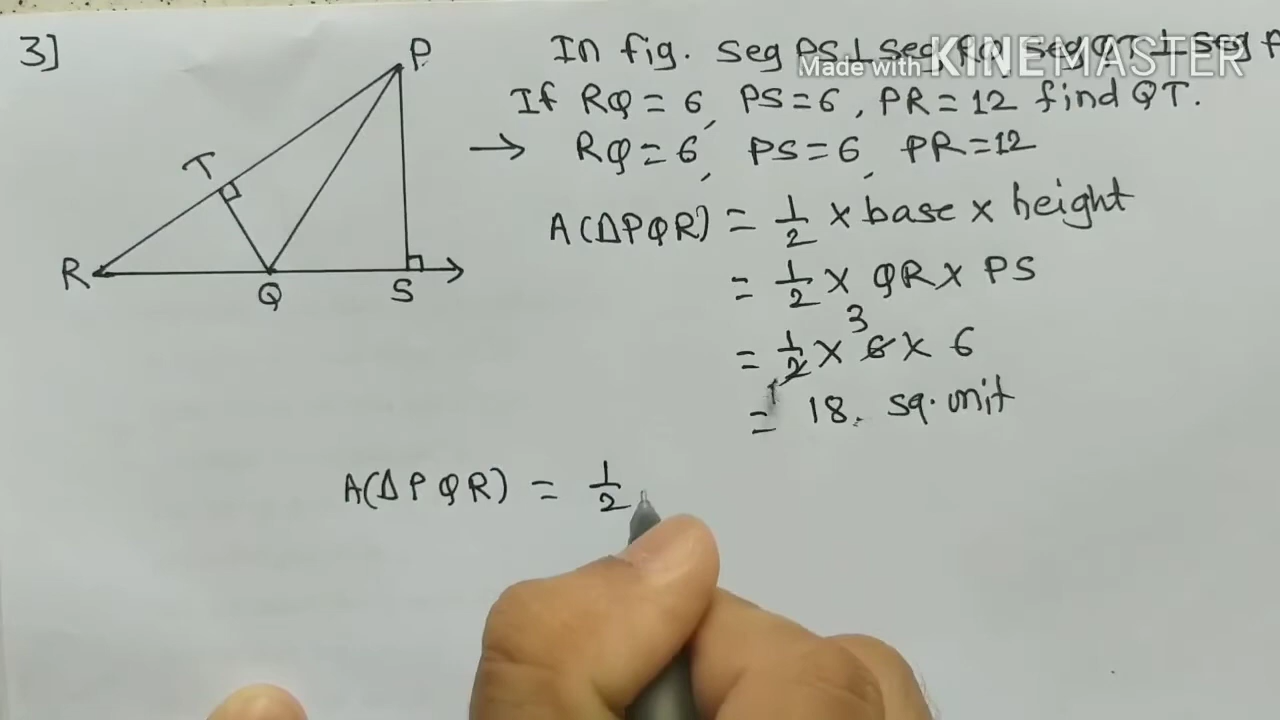 3]
P
T
R
Q
S
In fig. seg PS ⊥ seg RQ, seg QT ⊥ seg
Made with KINEMASTER
If RQ = 6, PS = 6, PR = 12 find QT.
→ RQ = 6, PS = 6, PR = 12
A(ΔPQR) = 1/2 × base × height
= 1/2 × QR × PS
= 1/2 × 6 × 6
3
1
= 18. sq. unit
A(ΔPQR) = 1/2